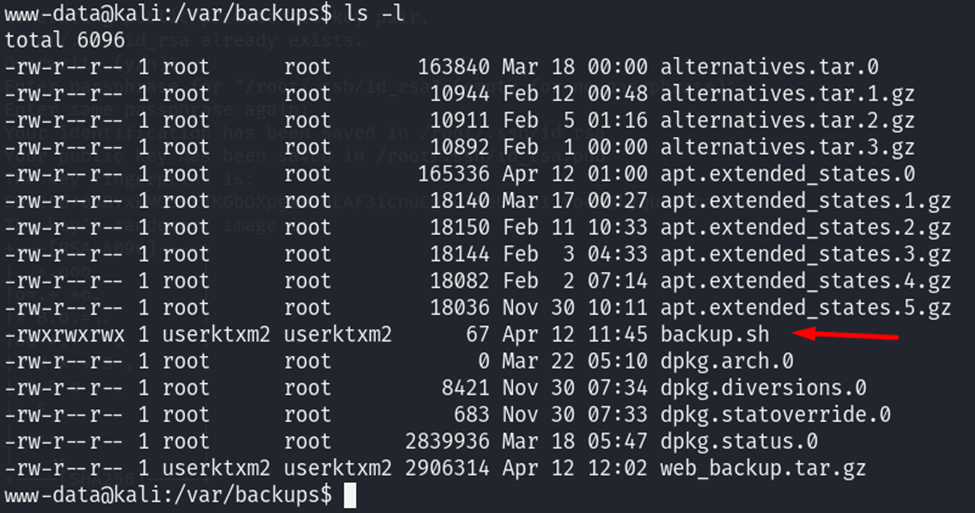 www-data@kali:/var/backups$ ls -l
total 6096
-rw-r--r-- 1 root      root       163840 Mar 18 00:00 alternatives.tar.0
-rw-r--r-- 1 root      root        10944 Feb 12 00:48 alternatives.tar.1.gz
-rw-r--r-- 1 root      root        10911 Feb  5 01:16 alternatives.tar.2.gz
-rw-r--r-- 1 root      root        10892 Feb  1 00:00 alternatives.tar.3.gz
-rw-r--r-- 1 root      root       165336 Apr 12 01:00 apt.extended_states.0
-rw-r--r-- 1 root      root        18140 Mar 17 00:27 apt.extended_states.1.gz
-rw-r--r-- 1 root      root        18150 Feb 11 10:33 apt.extended_states.2.gz
-rw-r--r-- 1 root      root        18144 Feb  3 04:33 apt.extended_states.3.gz
-rw-r--r-- 1 root      root        18082 Feb  2 07:14 apt.extended_states.4.gz
-rw-r--r-- 1 root      root        18036 Nov 30 10:11 apt.extended_states.5.gz
-rwxrwxrwx 1 userktxm2 userktxm2      67 Apr 12 11:45 backup.sh
-rw-r--r-- 1 root      root            0 Mar 22 05:10 dpkg.arch.0
-rw-r--r-- 1 root      root         8421 Nov 30 07:34 dpkg.diversions.0
-rw-r--r-- 1 root      root          683 Nov 30 07:33 dpkg.statoverride.0
-rw-r--r-- 1 root      root      2839936 Mar 18 05:47 dpkg.status.0
-rw-r--r-- 1 userktxm2 userktxm2 2906314 Apr 12 12:02 web_backup.tar.gz
www-data@kali:/var/backups$